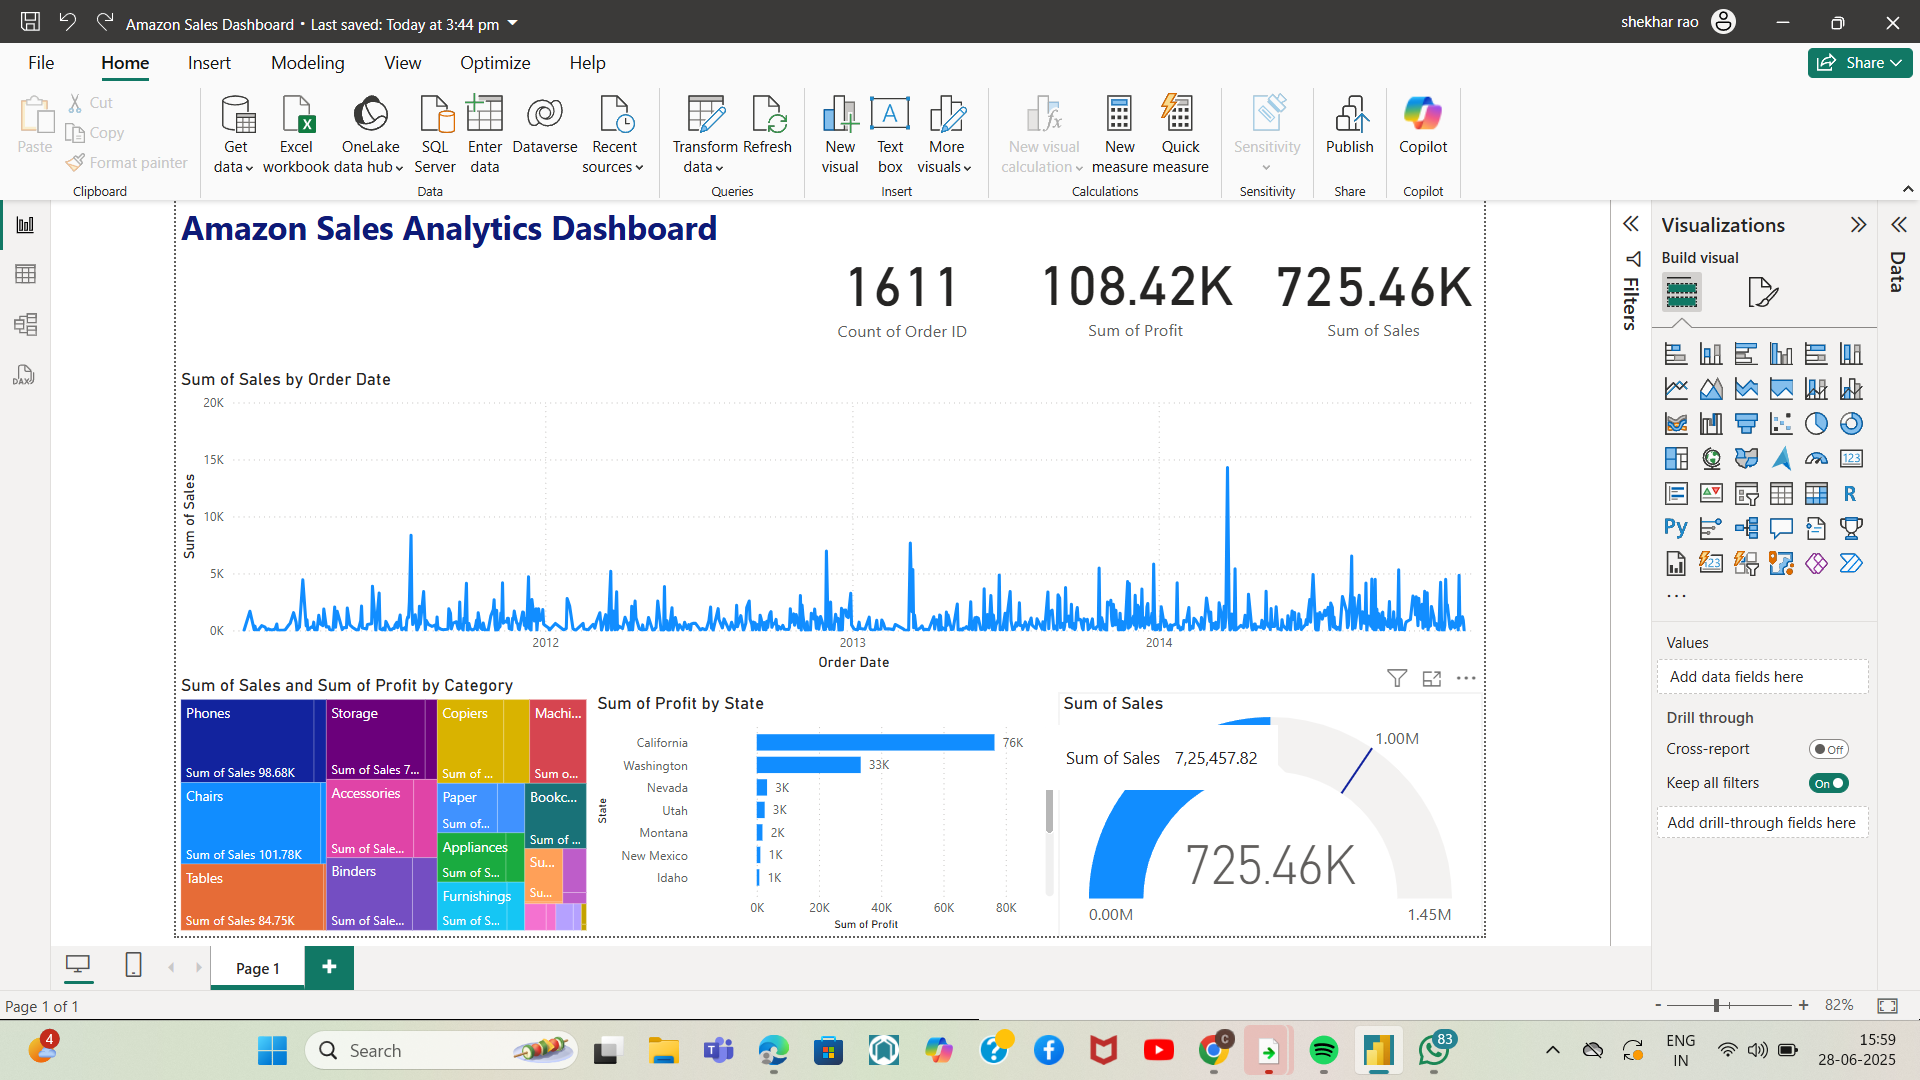 Amazon Sales Dashboard • Last saved: Today at 3:44 pm
shekhar rao
File Home Insert Modeling View Optimize Help
Share
Paste
Cut
Copy
Format painter
Clipboard
Get data
Excel workbook
OneLake data hub
SQL Server
Enter data
Dataverse
Recent sources
Data
Transform data
Refresh
Queries
New visual
Text box
More visuals
Insert
New visual calculation
New measure
Quick measure
Calculations
Sensitivity
Sensitivity
Publish
Share
Copilot
Copilot
Amazon Sales Analytics Dashboard
1611
Count of Order ID
108.42K
Sum of Profit
725.46K
Sum of Sales
Sum of Sales by Order Date
20K
15K
10K
5K
0K
Sum of Sales
2012 2013 2014
Order Date
Sum of Sales and Sum of Profit by Category
Phones
Sum of Sales 98.68K
Chairs
Sum of Sales 101.78K
Tables
Sum of Sales 84.75K
Storage
Sum of Sales 7...
Accessories
Sum of Sale...
Binders
Sum of Sale...
Copiers
Sum of ...
Machi...
Sum o...
Paper
Sum of...
Bookc...
Sum of ...
Appliances
Sum of S...
Su...
Su...
Furnishings
Sum of S...
Sum of Profit by State
State
California 76K
Washington 33K
Nevada 3K
Utah 3K
Montana 2K
New Mexico 1K
Idaho 1K
0K 20K 40K 60K 80K
Sum of Profit
Sum of Sales
Sum of Sales 7,25,457.82
1.00M
725.46K
0.00M
1.45M
Filters
Visualizations
Build visual
123
R
Py
123
Values
Add data fields here
Drill through
Cross-report Off
Keep all filters On
Add drill-through fields here
Data
DAX
Page 1
Page 1 of 1
- + 82%
4
Search
C
83
ENG
IN
15:59
28-06-2025